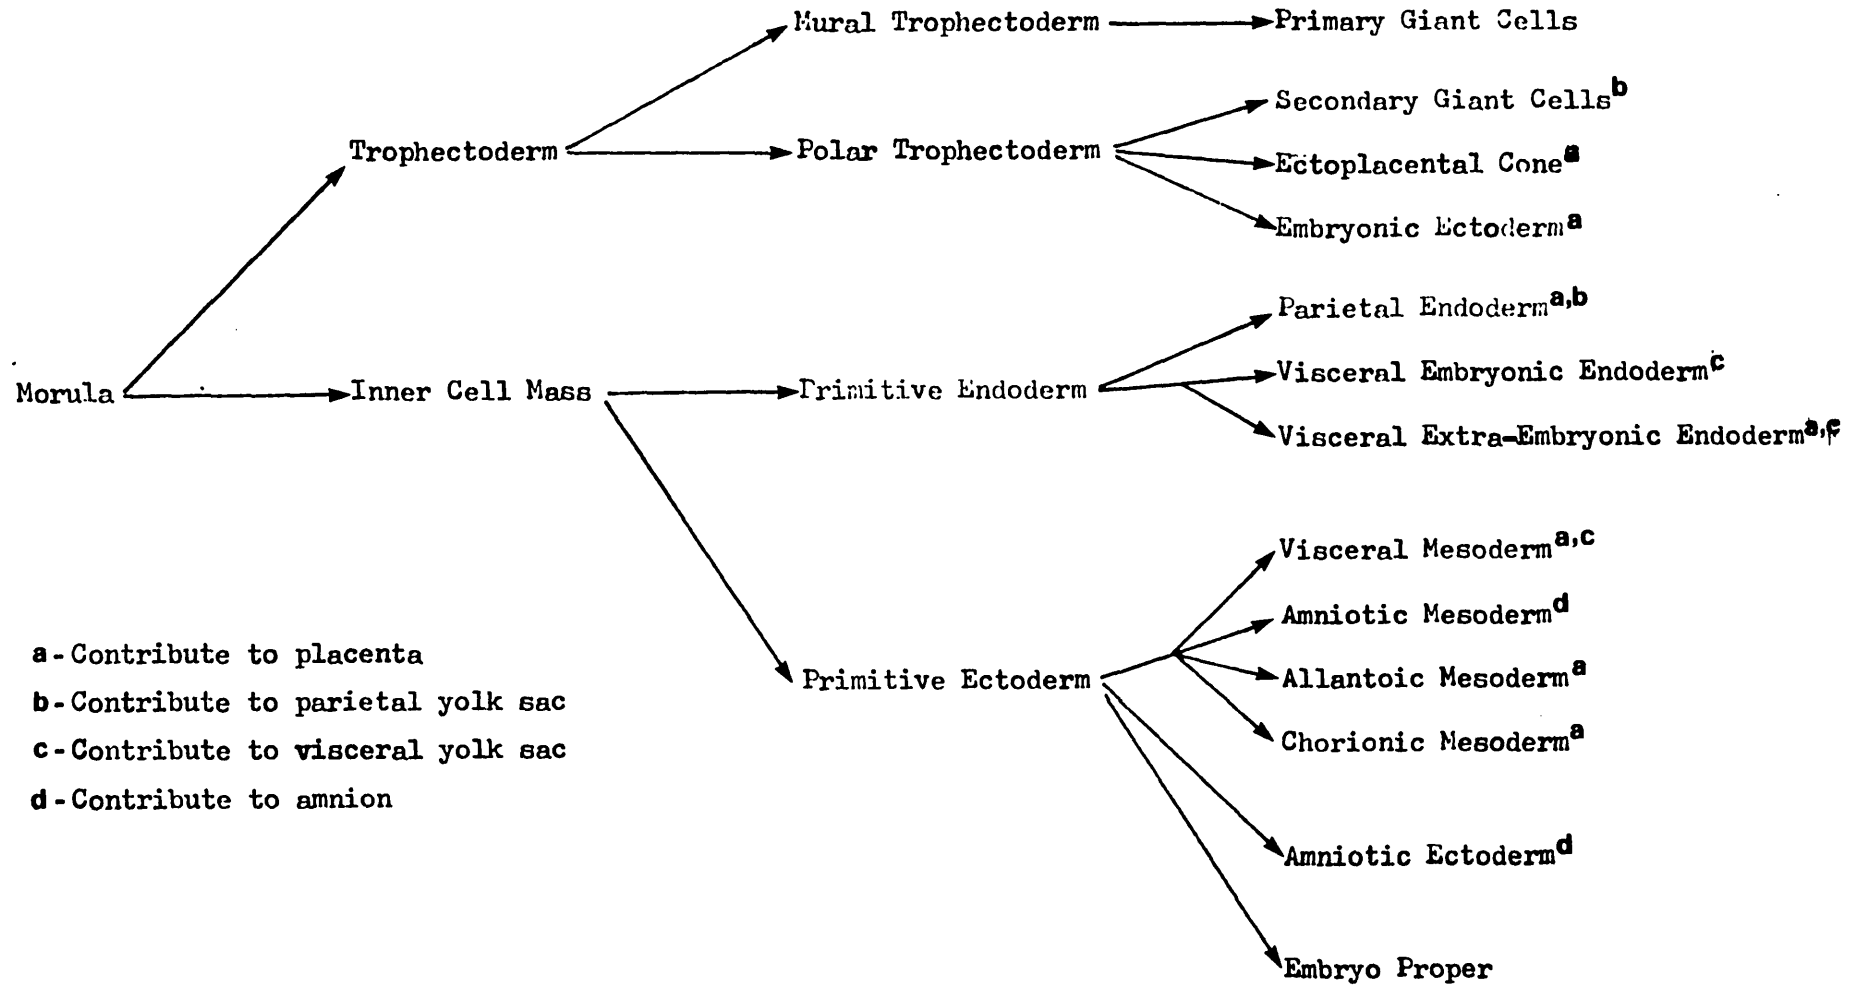 Mural Trophectoderm
Primary Giant Cells
Secondary Giant Cells b
Trophectoderm
Polar Trophectoderm
Ectoplacental Cone a
Embryonic Ectoderm a
Parietal Endoderm a,b
Morula
Inner Cell Mass
Primitive Endoderm
Visceral Embryonic Endoderm c
Visceral Extra-Embryonic Endoderm a,c
Visceral Mesoderm a,c
Amniotic Mesoderm d
Primitive Ectoderm
Allantoic Mesoderm a
Chorionic Mesoderm a
Amniotic Ectoderm d
Embryo Proper
a - Contribute to placenta
b - Contribute to parietal yolk sac
c - Contribute to visceral yolk sac
d - Contribute to amnion